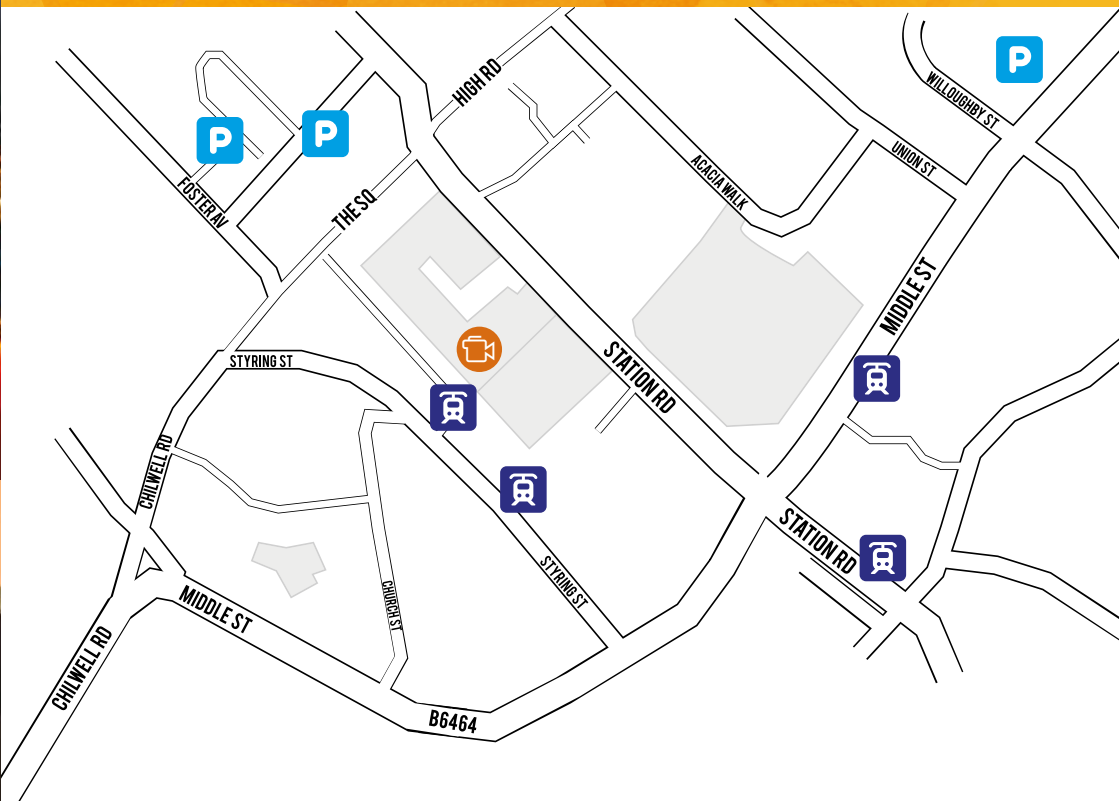 HIGH RD
P
WILLOUGHBY ST
P
P
UNION ST
ACACIA WALK
FOSTER AV
THE SQ
MIDDLE ST
STYRING ST
STATION RD
CHILWELL RD
STATION RD
STYRING ST
CHURCH ST
MIDDLE ST
CHILWELL RD
B6464